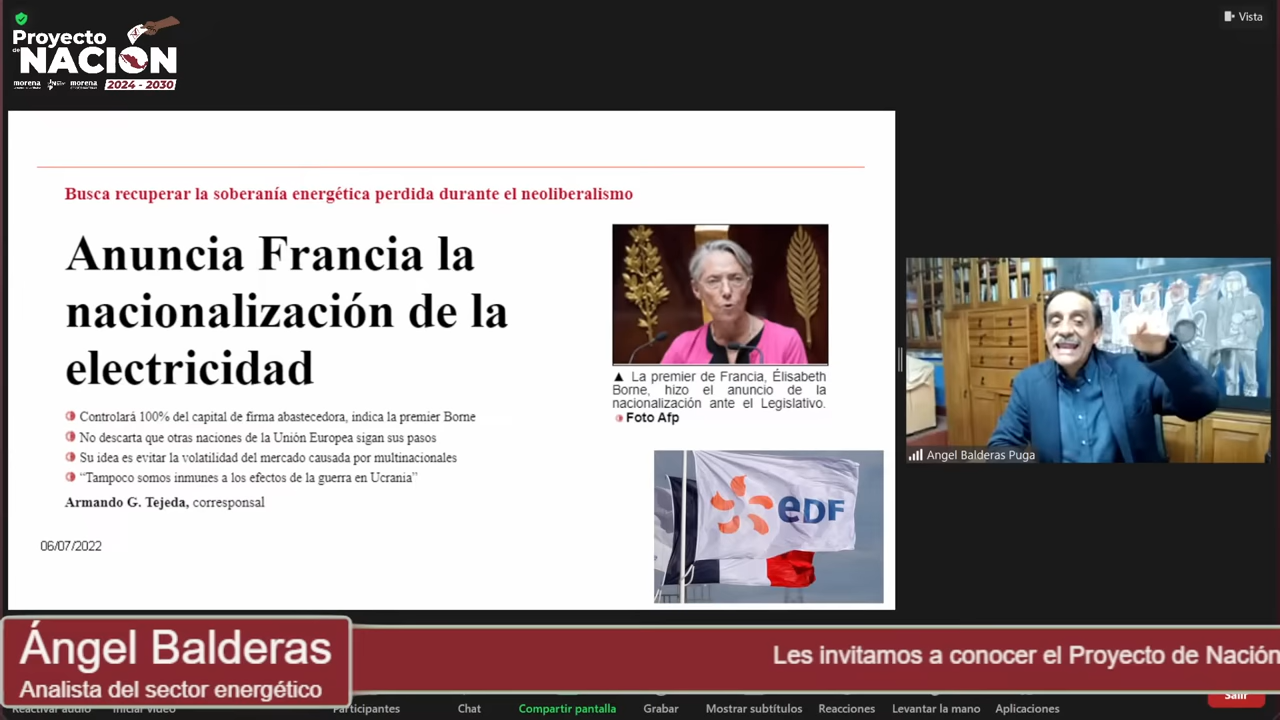 Vista
Proyecto
de NACIÓN
morena
morena
2024 - 2030
Busca recuperar la soberanía energética perdida durante el neoliberalismo
Anuncia Francia la
nacionalización de la
electricidad
Controlará 100% del capital de firma abastecedora, indica la premier Borne
No descarta que otras naciones de la Unión Europea sigan sus pasos
Su idea es evitar la volatilidad del mercado causada por multinacionales
“Tampoco somos inmunes a los efectos de la guerra en Ucrania”
Armando G. Tejeda, corresponsal
06/07/2022
▲ La premier de Francia, Élisabeth
Borne, hizo el anuncio de la
nacionalización ante el Legislativo.
Foto Afp
eDF
Angel Balderas Puga
Ángel Balderas
Analista del sector energético
Les invitamos a conocer el Proyecto de Nación
Reactivar audio
Iniciar video
Participantes
Chat
Compartir pantalla
Grabar
Mostrar subtítulos
Reacciones
Levantar la mano
Aplicaciones
Salir